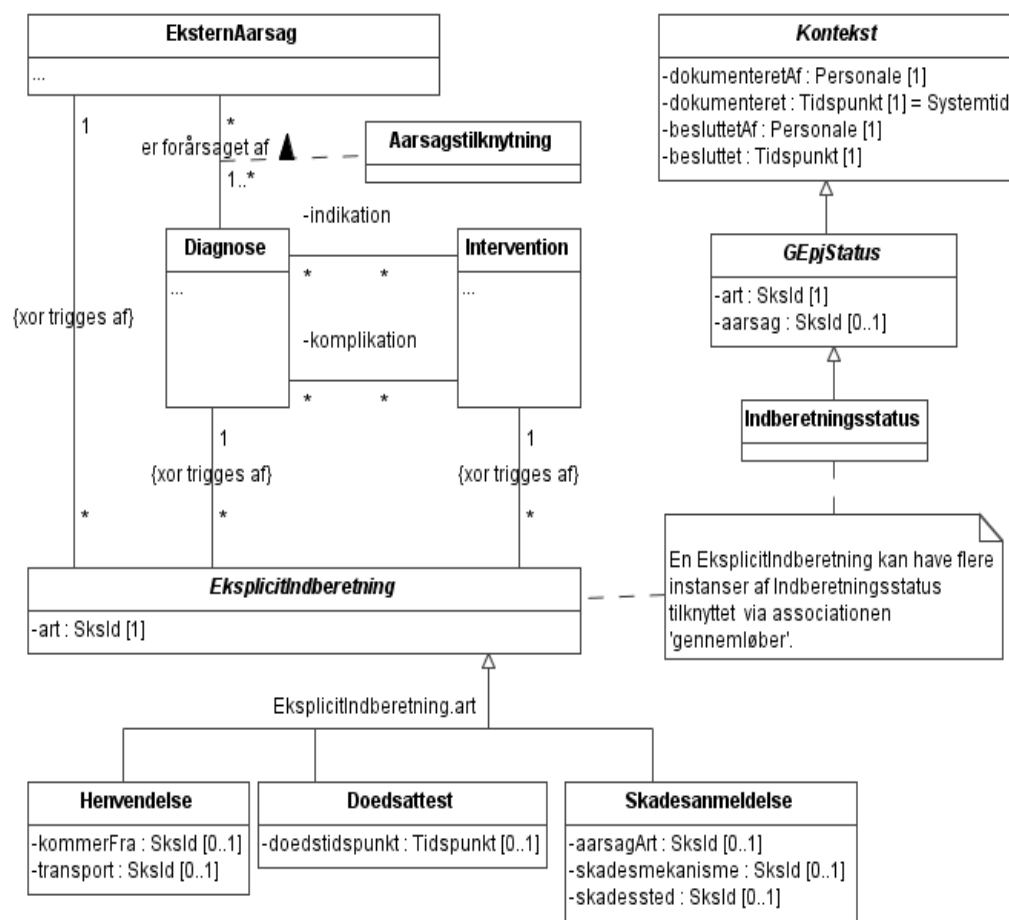 EksternAarsag
...
Kontekst
-dokumenteretAf : Personale [1]
-dokumenteret : Tidspunkt [1] = Systemtid
-besluttetAf : Personale [1]
-besluttet : Tidspunkt [1]
1
*
er forårsaget af
1..*
Aarsagstilknytning
-indikation
Diagnose
...
Intervention
...
* *
GEpjStatus
-art : SksId [1]
-aarsag : SksId [0..1]
{xor trigges af}
-komplikation
* *
Indberetningsstatus
1
{xor trigges af}
1
{xor trigges af}
*
*
*
En EksplicitIndberetning kan have flere
instanser af Indberetningsstatus
tilknyttet via associationen
'gennemløber'.
EksplicitIndberetning
-art : SksId [1]
EksplicitIndberetning.art
Henvendelse
-kommerFra : SksId [0..1]
-transport : SksId [0..1]
Doedsattest
-doedstidspunkt : Tidspunkt [0..1]
Skadesanmeldelse
-aarsagArt : SksId [0..1]
-skadesmekanisme : SksId [0..1]
-skadessted : SksId [0..1]